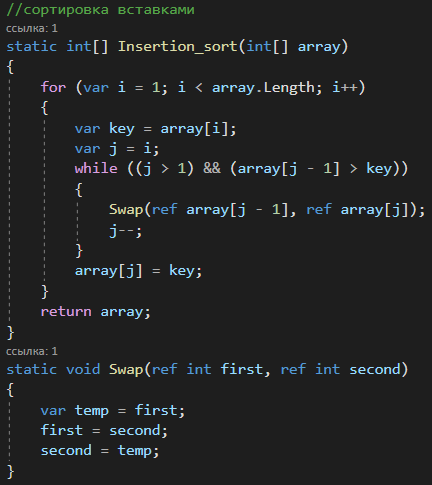 //сортировка вставками
ссылка: 1
static int[] Insertion_sort(int[] array)
{
for (var i = 1; i < array.Length; i++)
{
var key = array[i];
var j = i;
while ((j > 1) && (array[j - 1] > key))
{
Swap(ref array[j - 1], ref array[j]);
j--;
}
array[j] = key;
}
return array;
}
ссылка: 1
static void Swap(ref int first, ref int second)
{
var temp = first;
first = second;
second = temp;
}